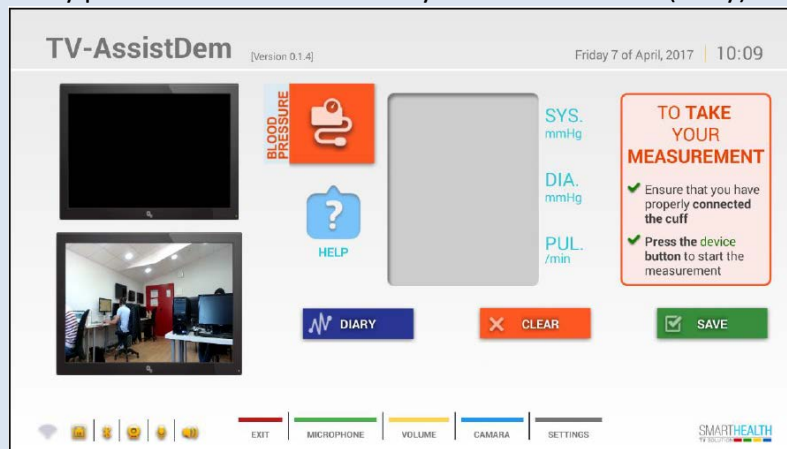 TV-AssistDem [Version 0.1.4]
Friday 7 of April, 2017 10:09
BLOOD
PRESSURE
?
HELP
SYS.
mmHg
DIA.
mmHg
PUL.
/min
TO TAKE
YOUR
MEASUREMENT
Ensure that you have
properly connected
the cuff
Press the device
button to start the
measurement
DIARY
CLEAR
SAVE
EXIT
MICROPHONE
VOLUME
CAMARA
SETTINGS
SMARTHEALTH
TV SOLUTION